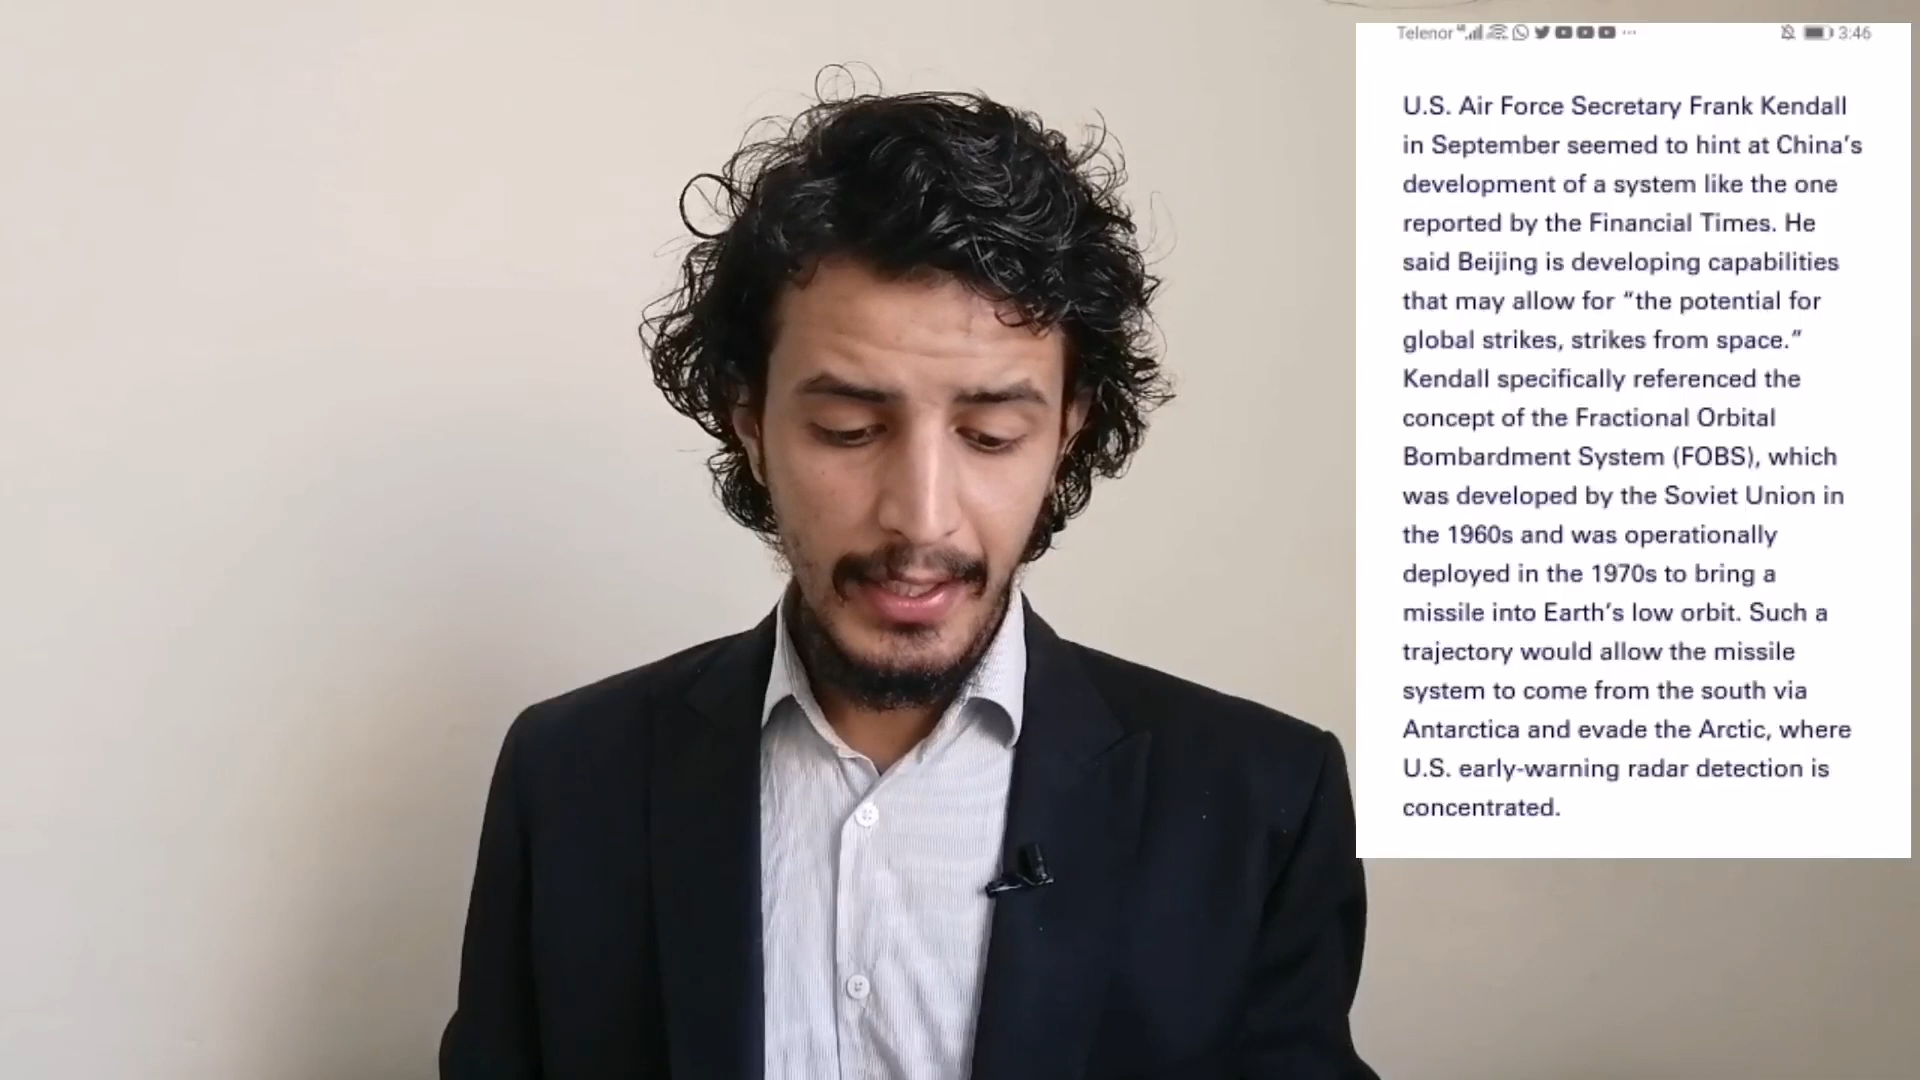 Telenor 3:46
U.S. Air Force Secretary Frank Kendall
in September seemed to hint at China's
development of a system like the one
reported by the Financial Times. He
said Beijing is developing capabilities
that may allow for “the potential for
global strikes, strikes from space.”
Kendall specifically referenced the
concept of the Fractional Orbital
Bombardment System (FOBS), which
was developed by the Soviet Union in
the 1960s and was operationally
deployed in the 1970s to bring a
missile into Earth's low orbit. Such a
trajectory would allow the missile
system to come from the south via
Antarctica and evade the Arctic, where
U.S. early-warning radar detection is
concentrated.